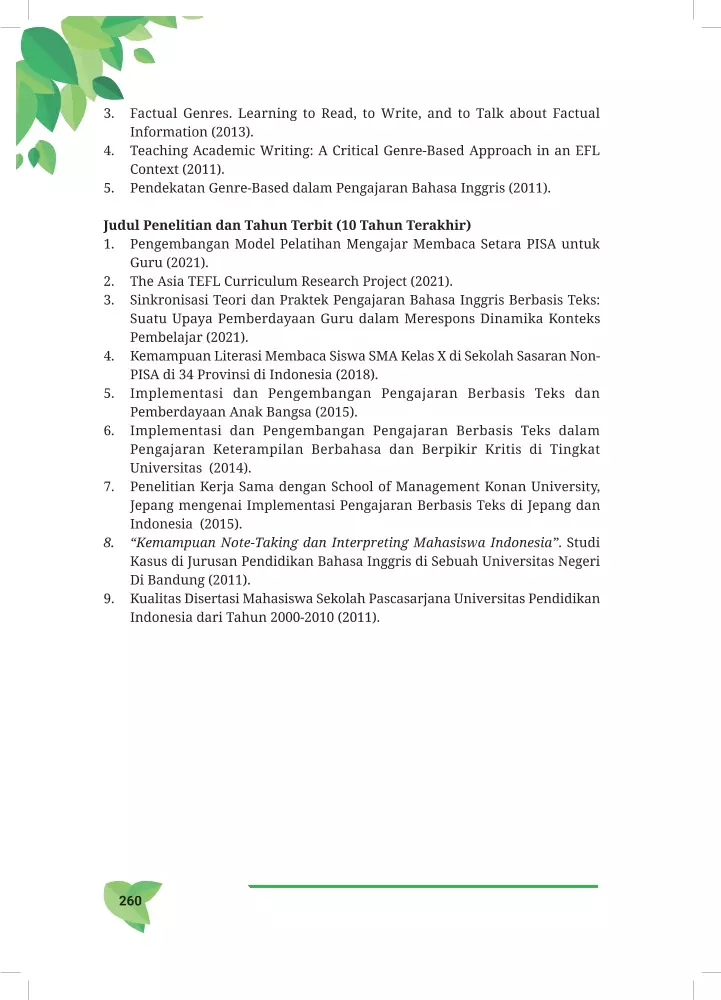 3. Factual Genres. Learning to Read, to Write, and to Talk about Factual
Information (2013).
4. Teaching Academic Writing: A Critical Genre-Based Approach in an EFL
Context (2011).
5. Pendekatan Genre-Based dalam Pengajaran Bahasa Inggris (2011).
Judul Penelitian dan Tahun Terbit (10 Tahun Terakhir)
1. Pengembangan Model Pelatihan Mengajar Membaca Setara PISA untuk
Guru (2021).
2. The Asia TEFL Curriculum Research Project (2021).
3. Sinkronisasi Teori dan Praktek Pengajaran Bahasa Inggris Berbasis Teks:
Suatu Upaya Pemberdayaan Guru dalam Merespons Dinamika Konteks
Pembelajar (2021).
4. Kemampuan Literasi Membaca Siswa SMA Kelas X di Sekolah Sasaran Non-
PISA di 34 Provinsi di Indonesia (2018).
5. Implementasi dan Pengembangan Pengajaran Berbasis Teks dan
Pemberdayaan Anak Bangsa (2015).
6. Implementasi dan Pengembangan Pengajaran Berbasis Teks dalam
Pengajaran Keterampilan Berbahasa dan Berpikir Kritis di Tingkat
Universitas (2014).
7. Penelitian Kerja Sama dengan School of Management Konan University,
Jepang mengenai Implementasi Pengajaran Berbasis Teks di Jepang dan
Indonesia (2015).
8. “Kemampuan Note-Taking dan Interpreting Mahasiswa Indonesia”. Studi
Kasus di Jurusan Pendidikan Bahasa Inggris di Sebuah Universitas Negeri
Di Bandung (2011).
9. Kualitas Disertasi Mahasiswa Sekolah Pascasarjana Universitas Pendidikan
Indonesia dari Tahun 2000-2010 (2011).
260